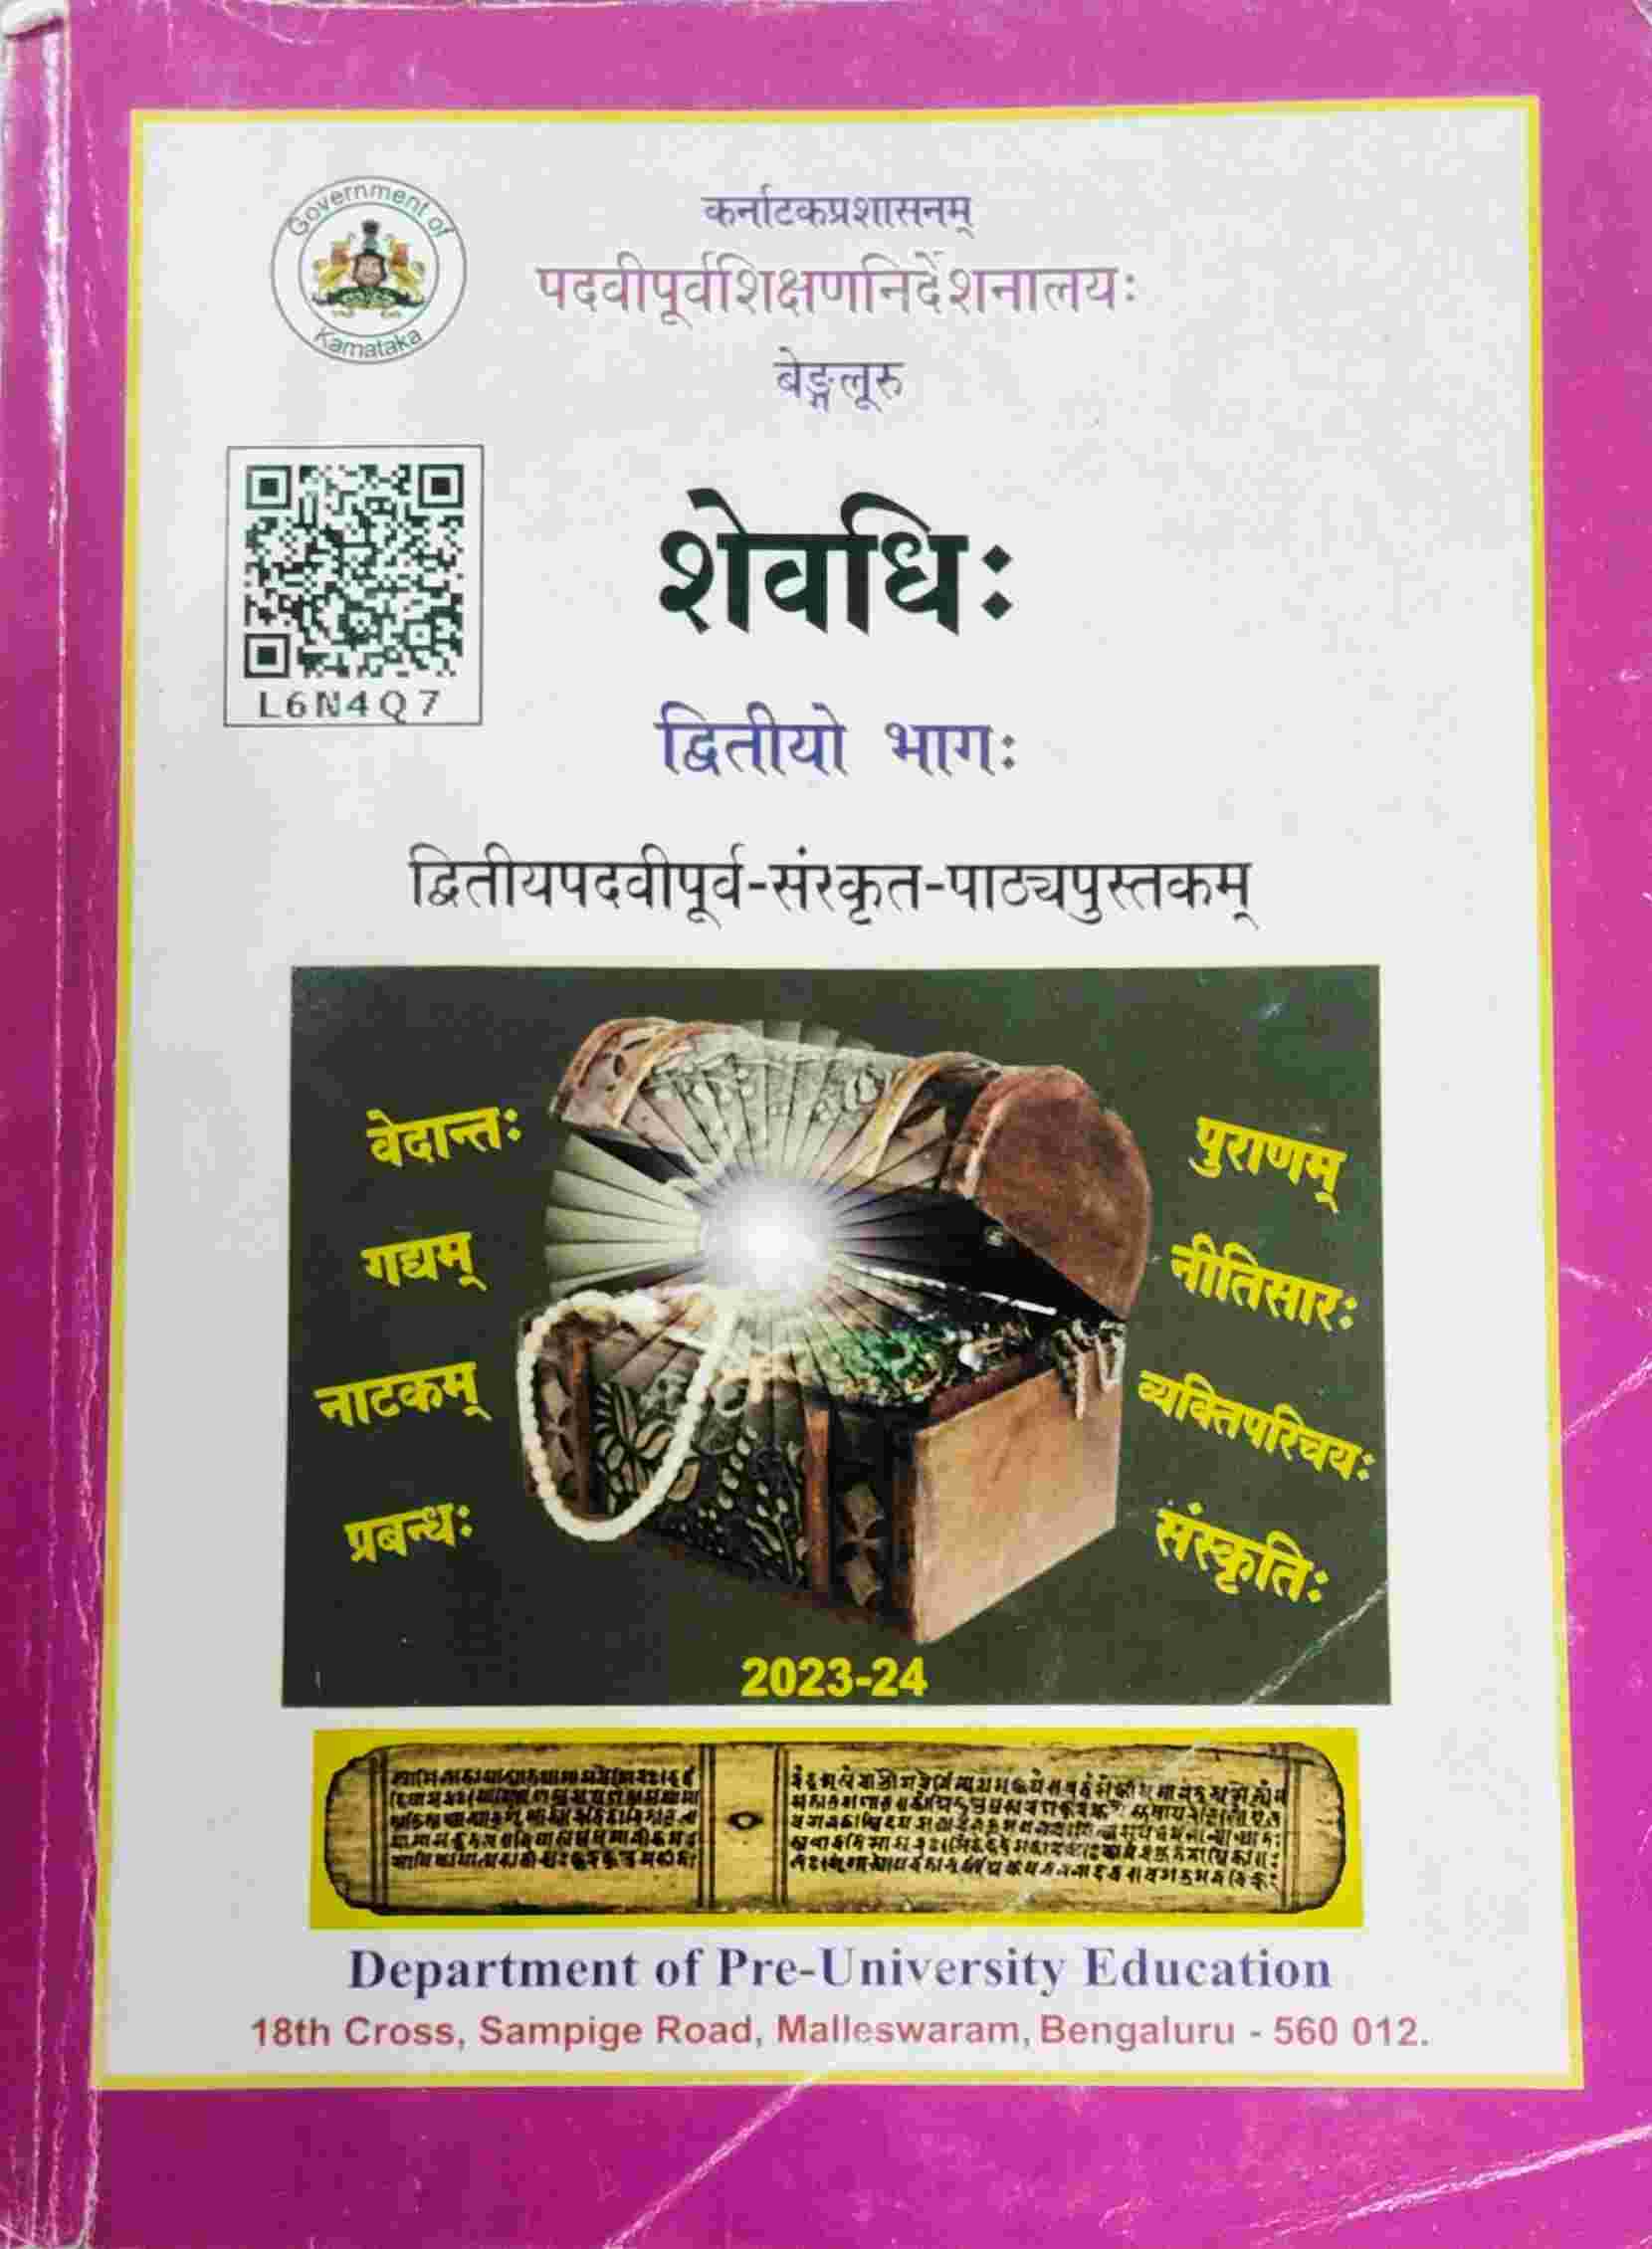 Government of
Karnataka
कर्नाटकप्रशासनम्
पदवीपूर्वशिक्षणनिर्देशनालयः
बेङ्गलूरु
L6N4Q7
शेवधिः
द्वितीयो भागः
द्वितीयपदवीपूर्व-संस्कृत-पाठ्यपुस्तकम्
वेदान्तः
गद्यम्
नाटकम्
प्रबन्धः
पुराणम्
नीतिसारः
व्यक्तिपरिचयः
संस्कृतिः
2023-24
Department of Pre-University Education
18th Cross, Sampige Road, Malleswaram, Bengaluru - 560 012.